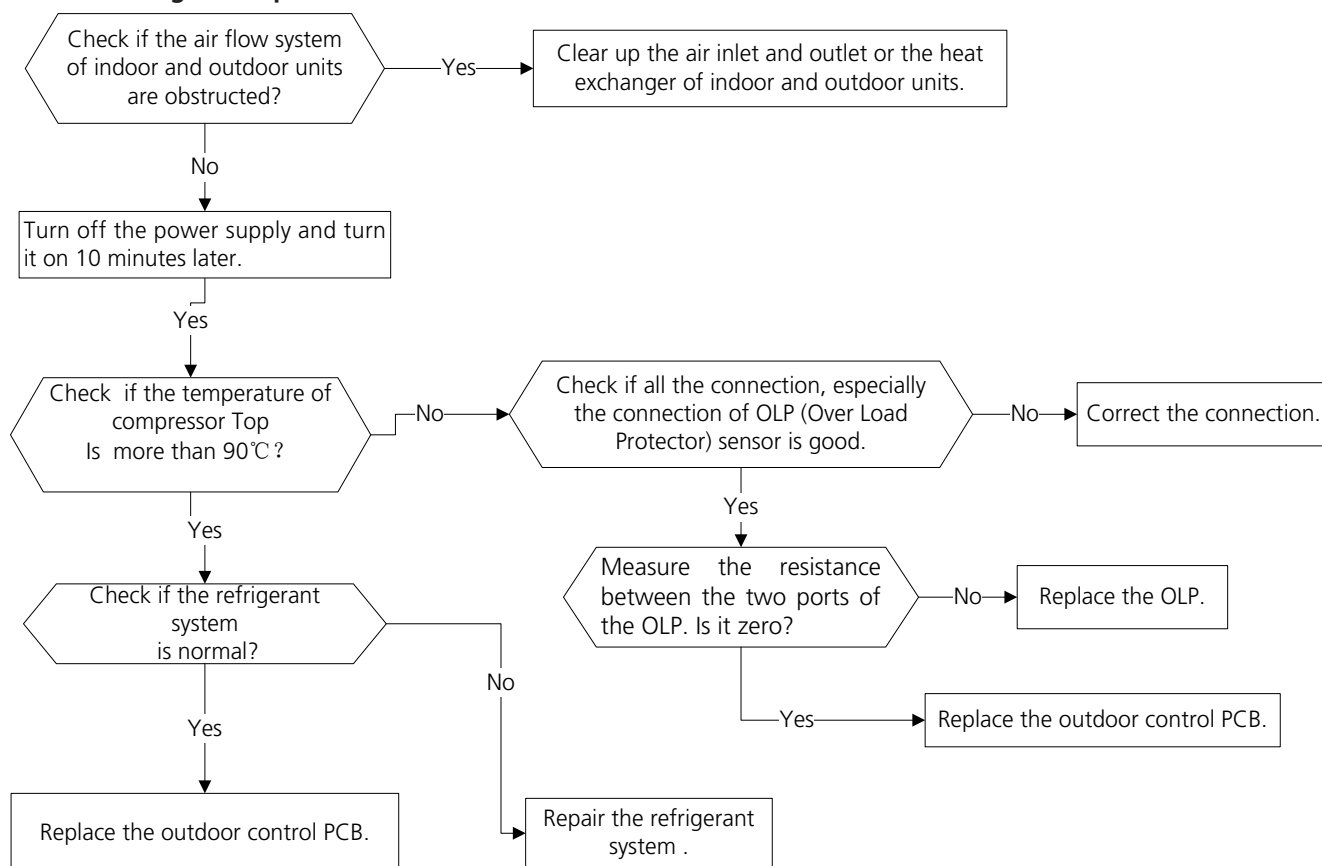 Check if the air flow system
of indoor and outdoor units
are obstructed?
Yes
Clear up the air inlet and outlet or the heat
exchanger of indoor and outdoor units.
No
Turn off the power supply and turn
it on 10 minutes later.
Yes
Check if the temperature of
compressor Top
Is more than 90℃?
No
Check if all the connection, especially
the connection of OLP (Over Load
Protector) sensor is good.
No
Correct the connection.
Yes
Yes
Measure the resistance
between the two ports of
the OLP. Is it zero?
No
Replace the OLP.
Check if the refrigerant
system
is normal?
No
Yes
Yes
Replace the outdoor control PCB.
Replace the outdoor control PCB.
Repair the refrigerant
system .